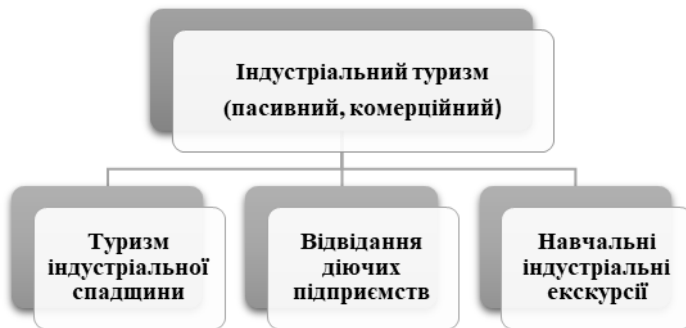 Індустріальний туризм
(пасивний, комерційний)
Туризм
індустріальної
спадщини
Відвідання
діючих
підприємств
Навчальні
індустріальні
екскурсії